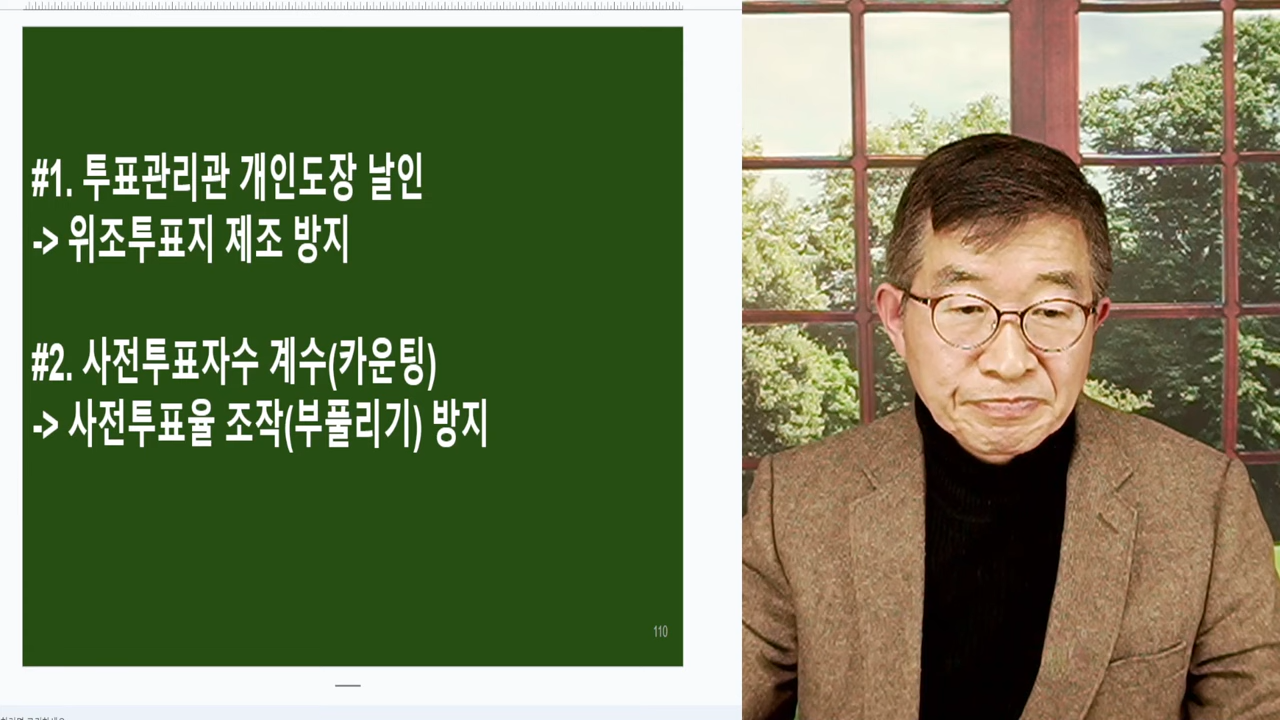 #1. 투표관리관 개인도장 날인
-> 위조투표지 제조 방지
#2. 사전투표자수 계수(카운팅)
-> 사전투표율 조작(부풀리기) 방지
110